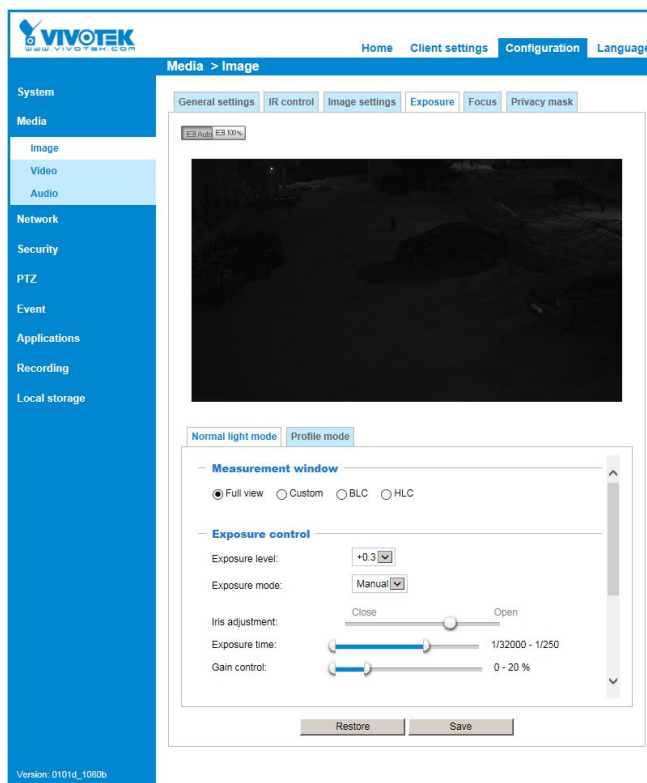 VIVOTEK
www.vivotek.com
Home Client settings Configuration Language
Media > Image
System
Media
Image
Video
Audio
Network
Security
PTZ
Event
Applications
Recording
Local storage
Version: 0101d_1080b
General settings IR control Image settings Exposure Focus Privacy mask
Auto 100%
Normal light mode Profile mode
Measurement window
Full view Custom BLC HLC
Exposure control
Exposure level: +0.3
Exposure mode: Manual
Close Open
Iris adjustment:
Exposure time: 1/32000 - 1/250
Gain control: 0 - 20 %
Restore Save